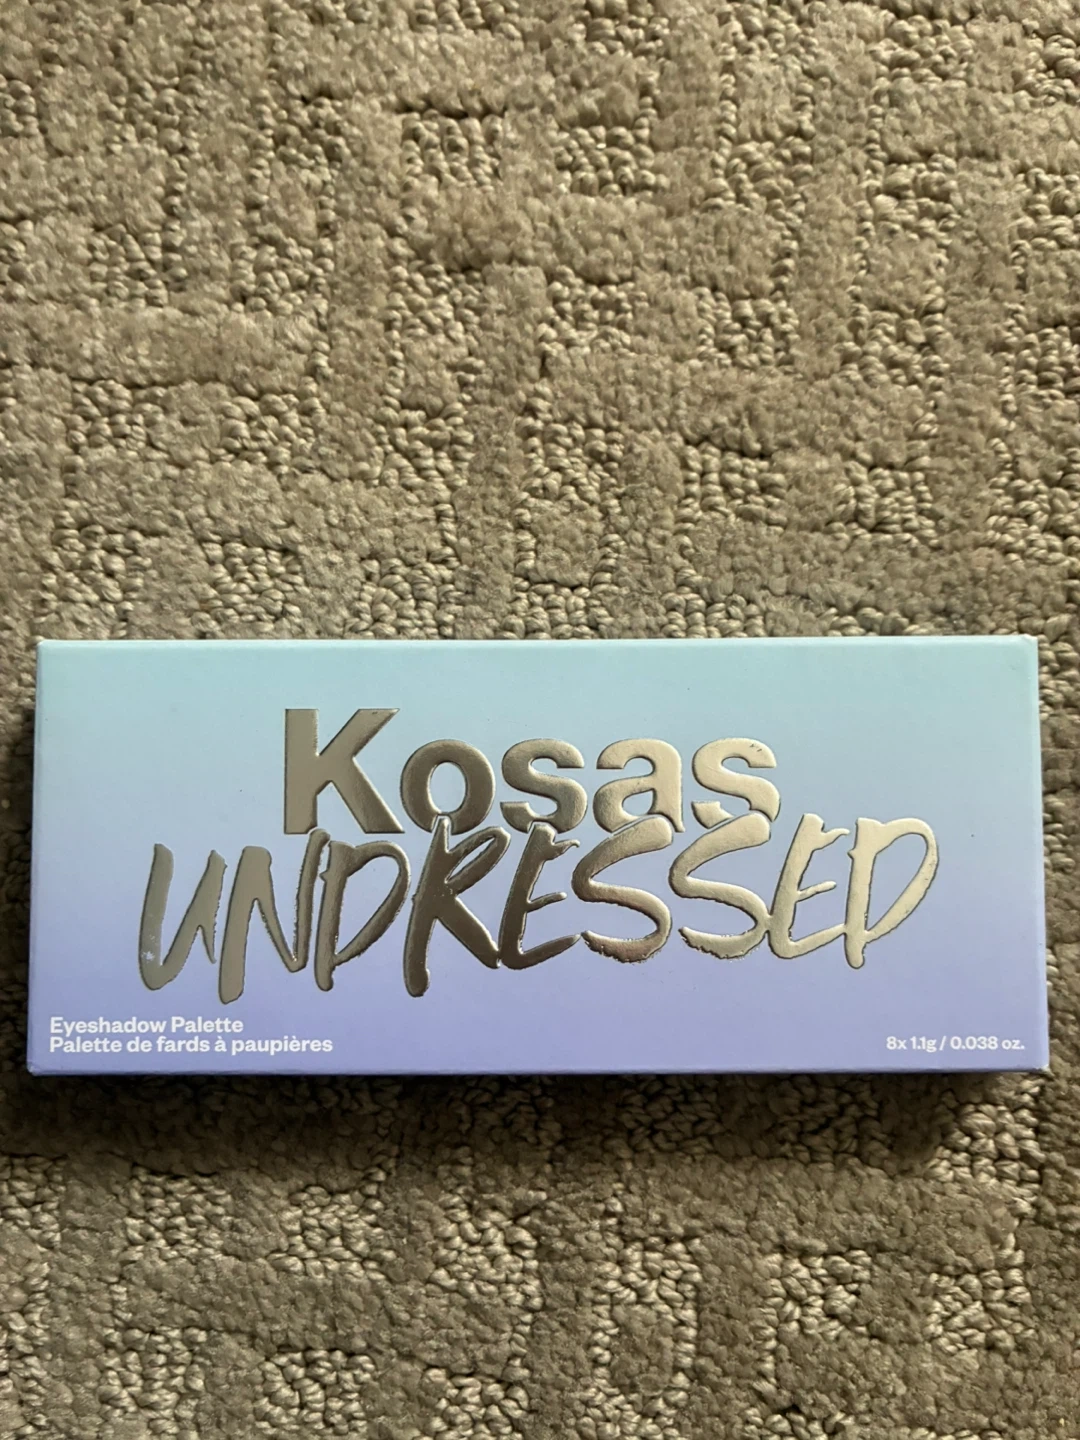 Kosas
UNDRESSED
Eyeshadow Palette
Palette de fards à paupières
8x 1.1g / 0.038 oz.